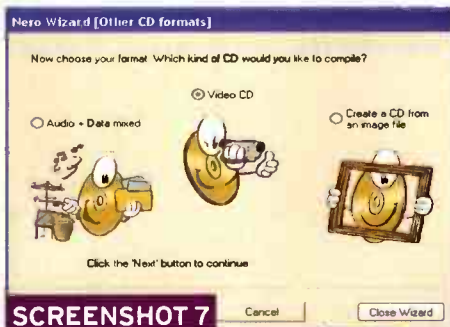 Nero Wizard [Other CD formats]
Now choose your format. Which kind of CD would you like to compile?
Video CD
Audio + Data mixed
Create a CD from
an image file
Click the 'Next' button to continue
SCREENSHOT 7
Cancel
Close Wizard